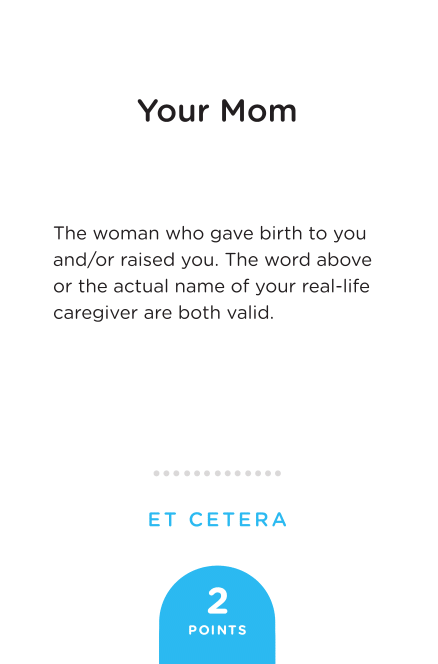 Your Mom
The woman who gave birth to you
and/or raised you. The word above
or the actual name of your real-life
caregiver are both valid.
ET CETERA
2
POINTS